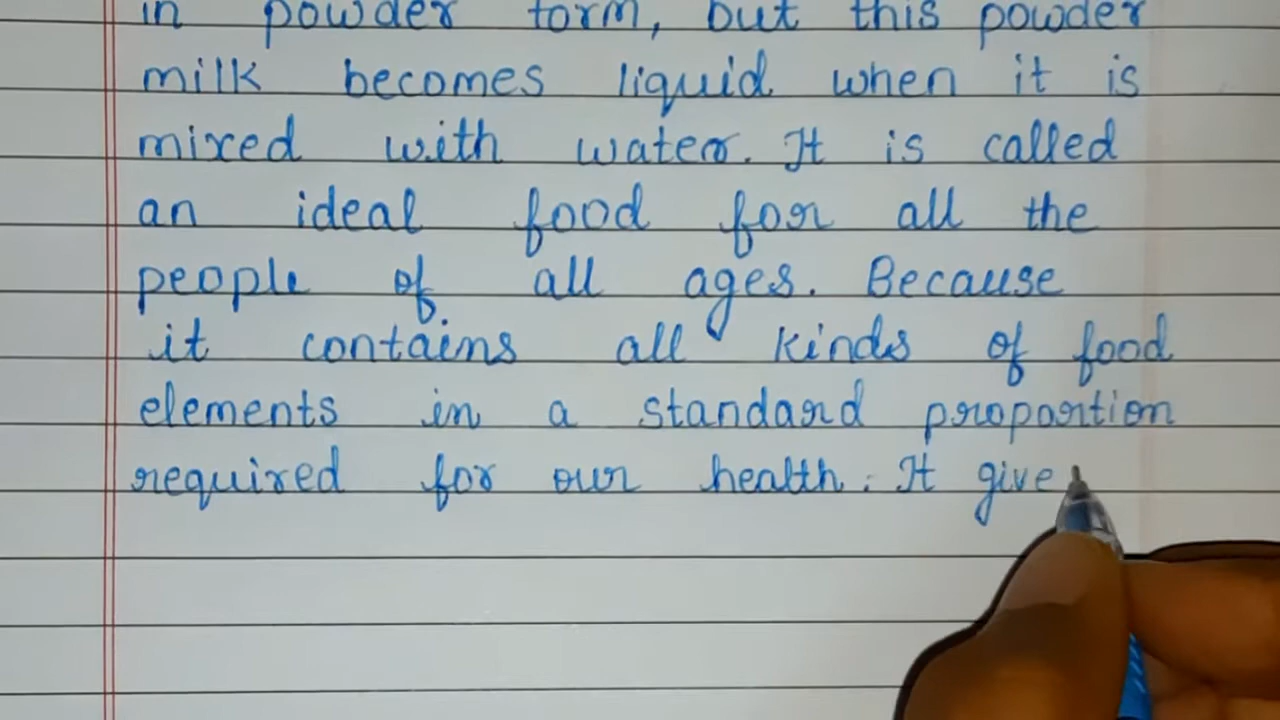 in powder form, but this powder
milk becomes liquid when it is
mixed with water. It is called
an ideal food for all the
people of all ages. Because
it contains all kinds of food
elements in a standard proportion
required for our health. It give